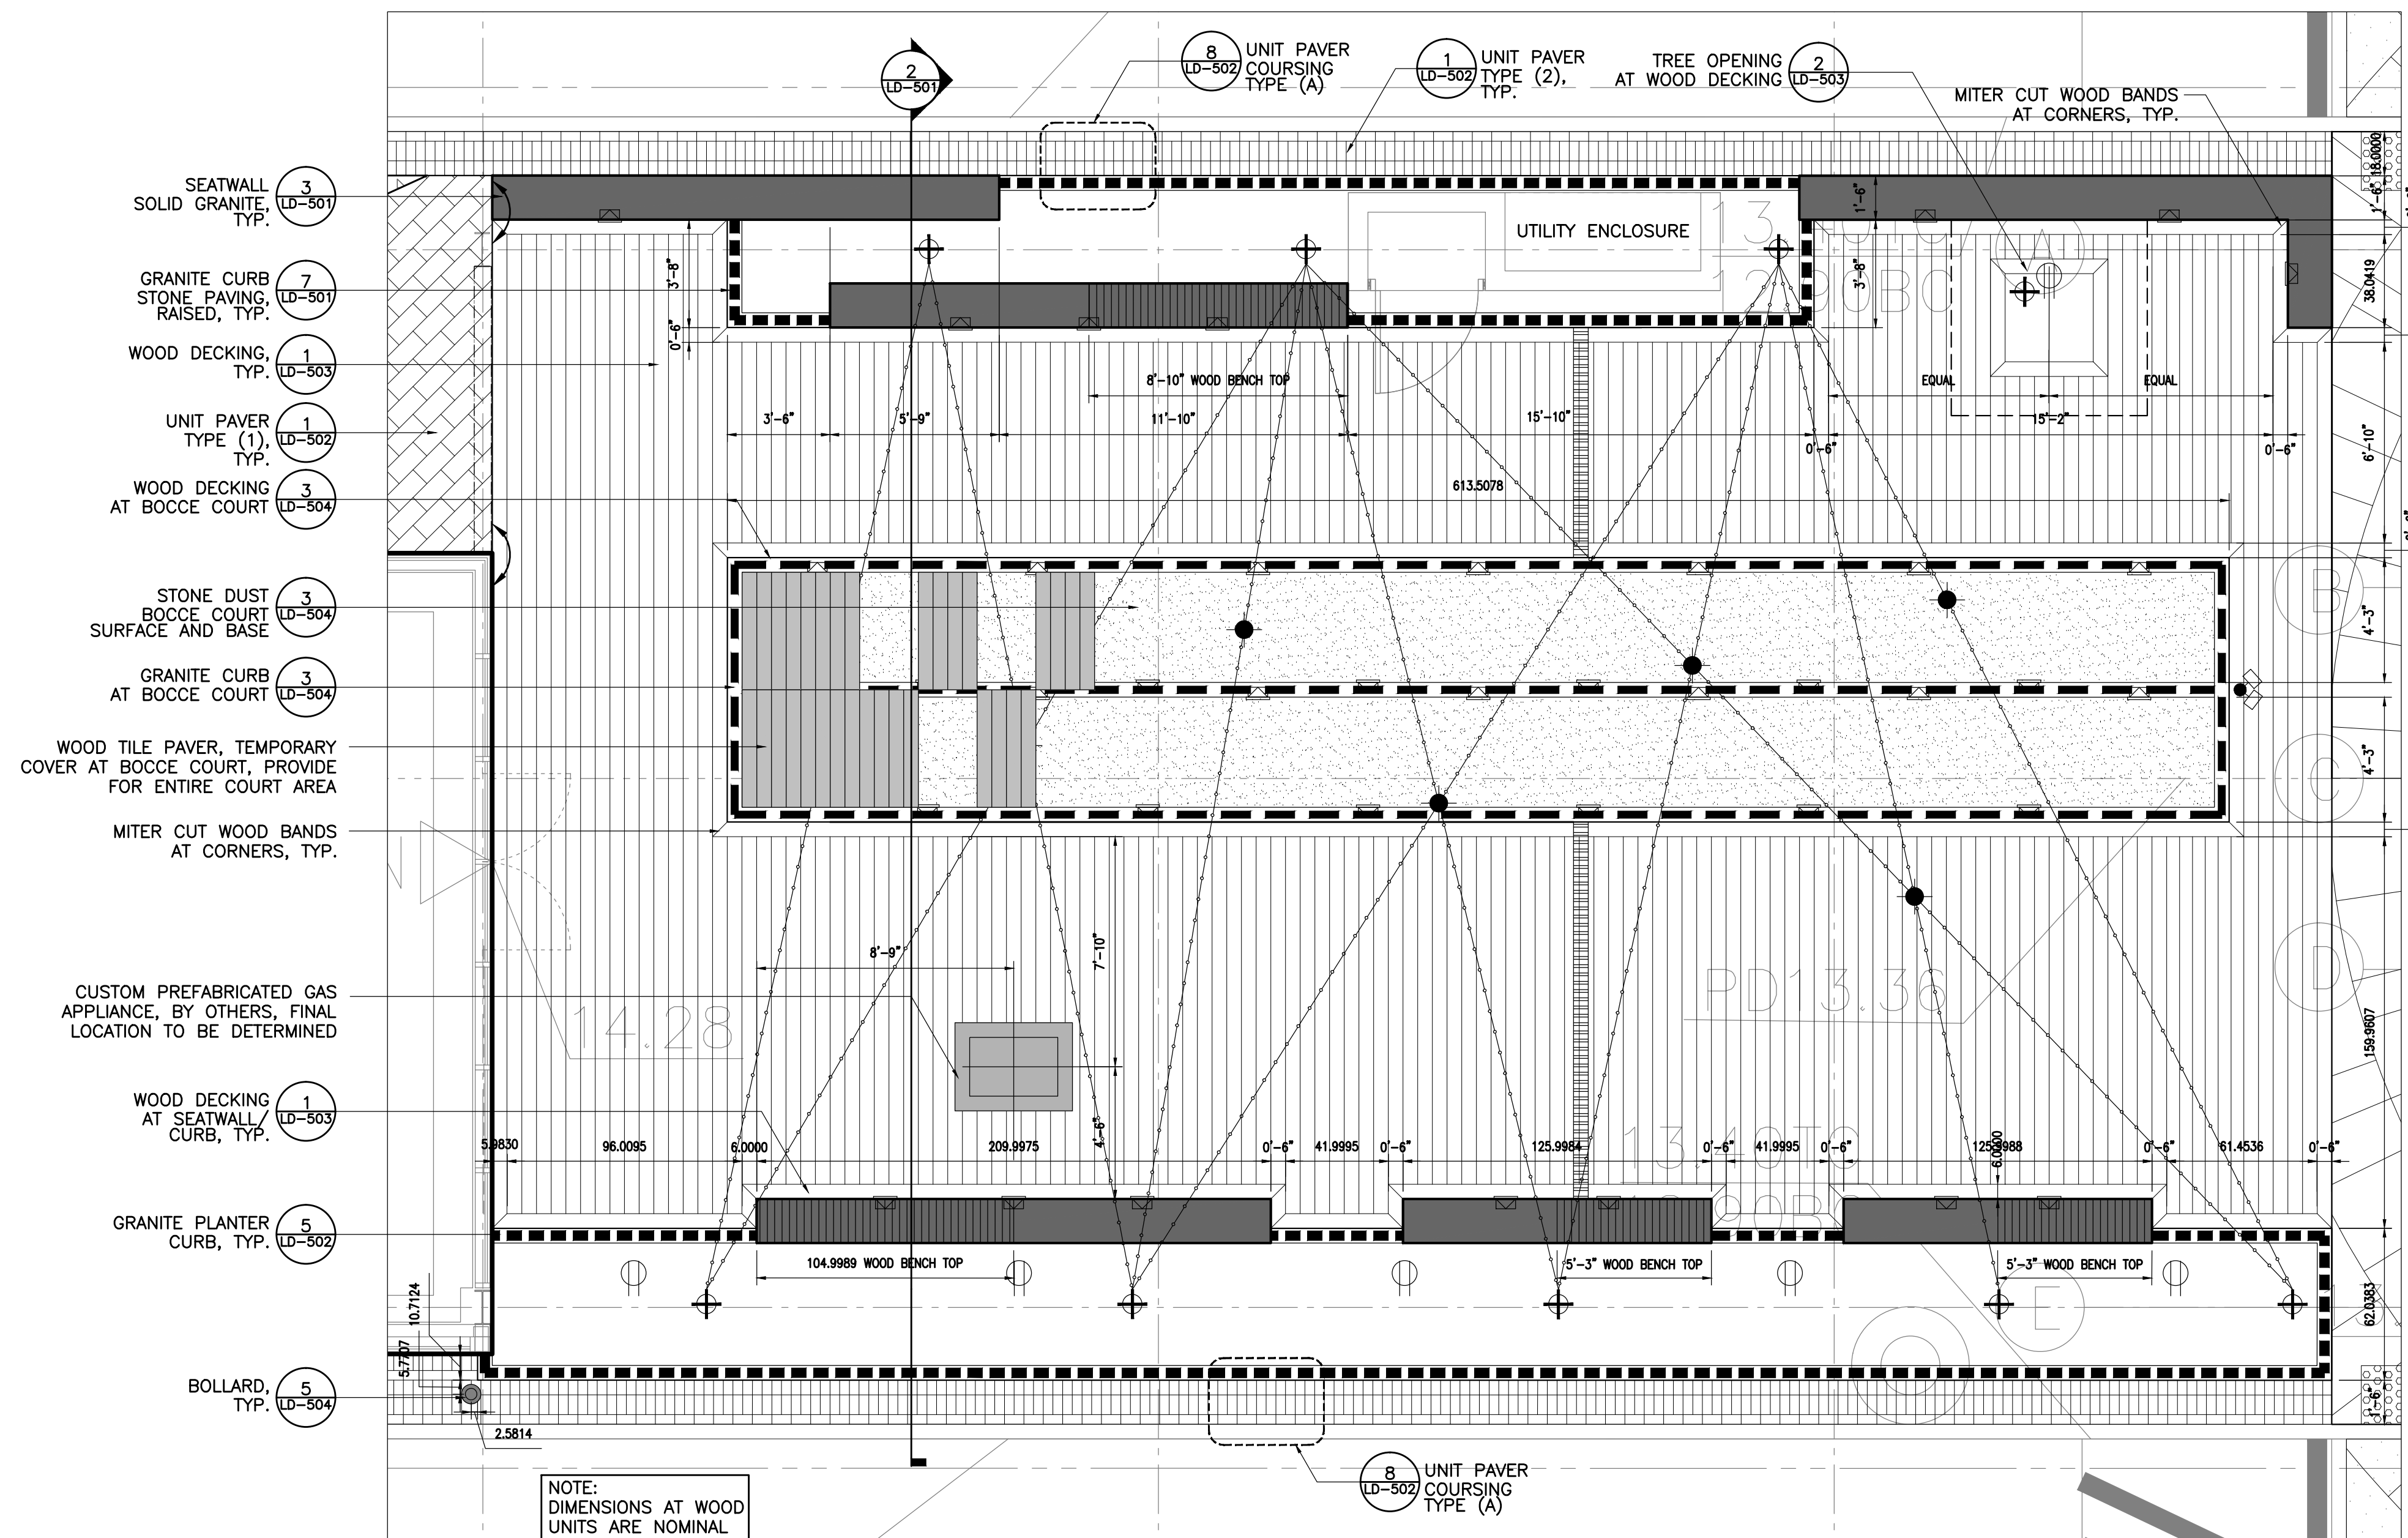 2
LD-501
8
LD-502
UNIT PAVER
COURSING
TYPE (A)
1
LD-502
UNIT PAVER
TYPE (2),
TYP.
TREE OPENING
AT WOOD DECKING
2
LD-503
MITER CUT WOOD BANDS
AT CORNERS, TYP.
SEATWALL
SOLID GRANITE,
TYP.
3
LD-501
GRANITE CURB
STONE PAVING,
RAISED, TYP.
7
LD-501
WOOD DECKING,
TYP.
1
LD-503
UNIT PAVER
TYPE (1),
TYP.
1
LD-502
WOOD DECKING
AT BOCCE COURT
3
LD-504
STONE DUST
BOCCE COURT
SURFACE AND BASE
3
LD-504
GRANITE CURB
AT BOCCE COURT
3
LD-504
WOOD TILE PAVER, TEMPORARY
COVER AT BOCCE COURT, PROVIDE
FOR ENTIRE COURT AREA
MITER CUT WOOD BANDS
AT CORNERS, TYP.
CUSTOM PREFABRICATED GAS
APPLIANCE, BY OTHERS, FINAL
LOCATION TO BE DETERMINED
WOOD DECKING
AT SEATWALL/
CURB, TYP.
1
LD-503
GRANITE PLANTER
CURB, TYP.
5
LD-502
BOLLARD,
TYP.
5
LD-504
UTILITY ENCLOSURE
3'-8"
0'-6"
1'-6"
3'-8"
8'-10" WOOD BENCH TOP
3'-6"
5'-9"
11'-10"
15'-10"
0'-6"
EQUAL
EQUAL
15'-2"
0'-6"
613.5078
18.0000
1'-6"
38.0419
6'-10"
4'-3"
4'-3"
159.9607
62.0383
1'-6"
A
B
C
D
E
8'-9"
7'-10"
4'-6"
14.28
PD13.36
5.9830
96.0095
6.0000
209.9975
0'-6"
41.9995
0'-6"
125.9984
0'-6"
41.9995
0'-6"
6.0000
0'-6"
61.4536
0'-6"
104.9989 WOOD BENCH TOP
5'-3" WOOD BENCH TOP
5'-3" WOOD BENCH TOP
10.7124
5.7707
2.5814
NOTE:
DIMENSIONS AT WOOD
UNITS ARE NOMINAL
8
LD-502
UNIT PAVER
COURSING
TYPE (A)